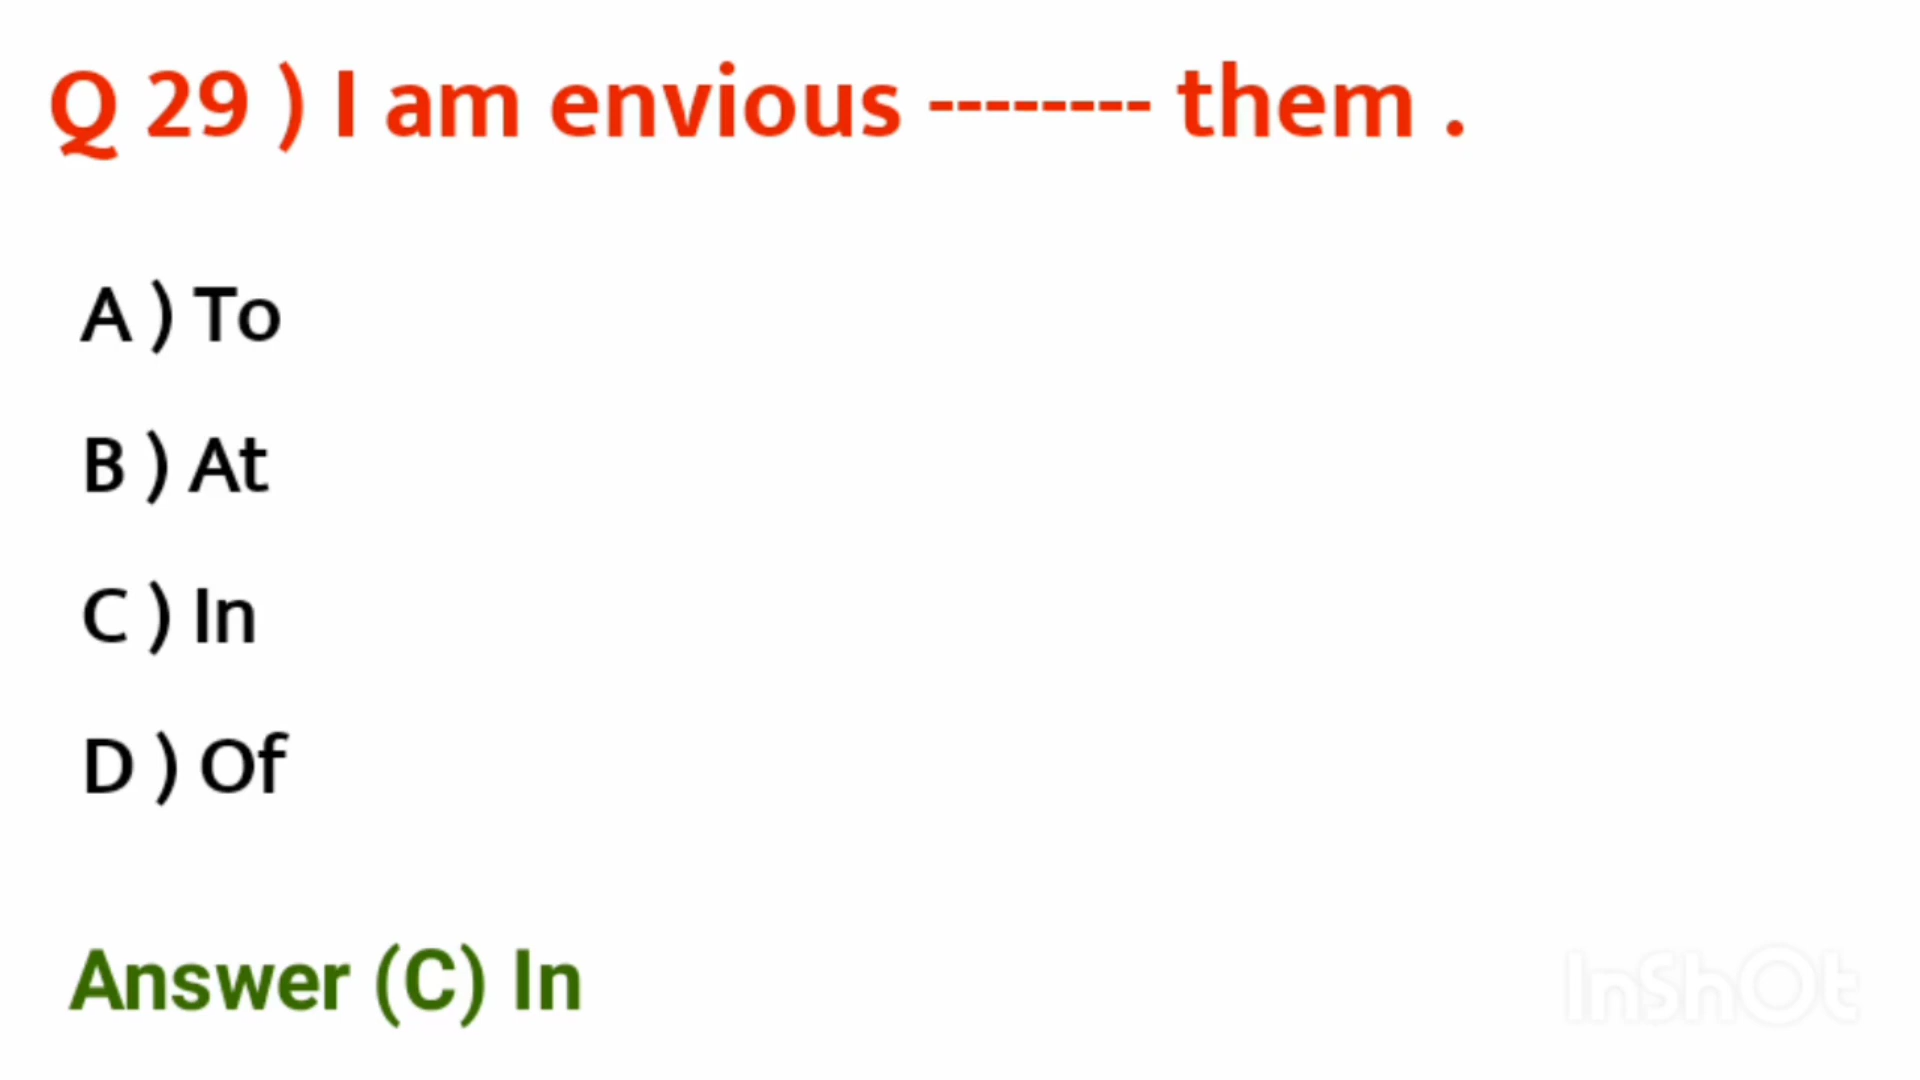 Q 29 ) I am envious -------- them .
A ) To
B ) At
C ) In
D ) Of
Answer (C) In
InShOt